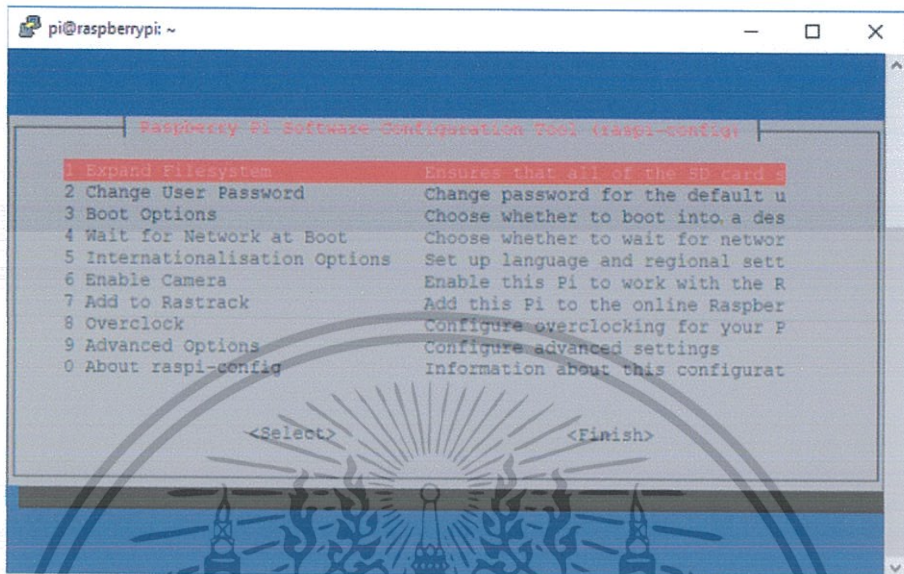 pi@raspberrypi: ~
Raspberry Pi Software Configuration Tool (raspi-config)
1 Expand Filesystem Ensures that all of the SD card s
2 Change User Password Change password for the default u
3 Boot Options Choose whether to boot into a des
4 Wait for Network at Boot Choose whether to wait for networ
5 Internationalisation Options Set up language and regional sett
6 Enable Camera Enable this Pi to work with the R
7 Add to Rastrack Add this Pi to the online Raspber
8 Overclock Configure overclocking for your P
9 Advanced Options Configure advanced settings
0 About raspi-config Information about this configurat
<Select> <Finish>